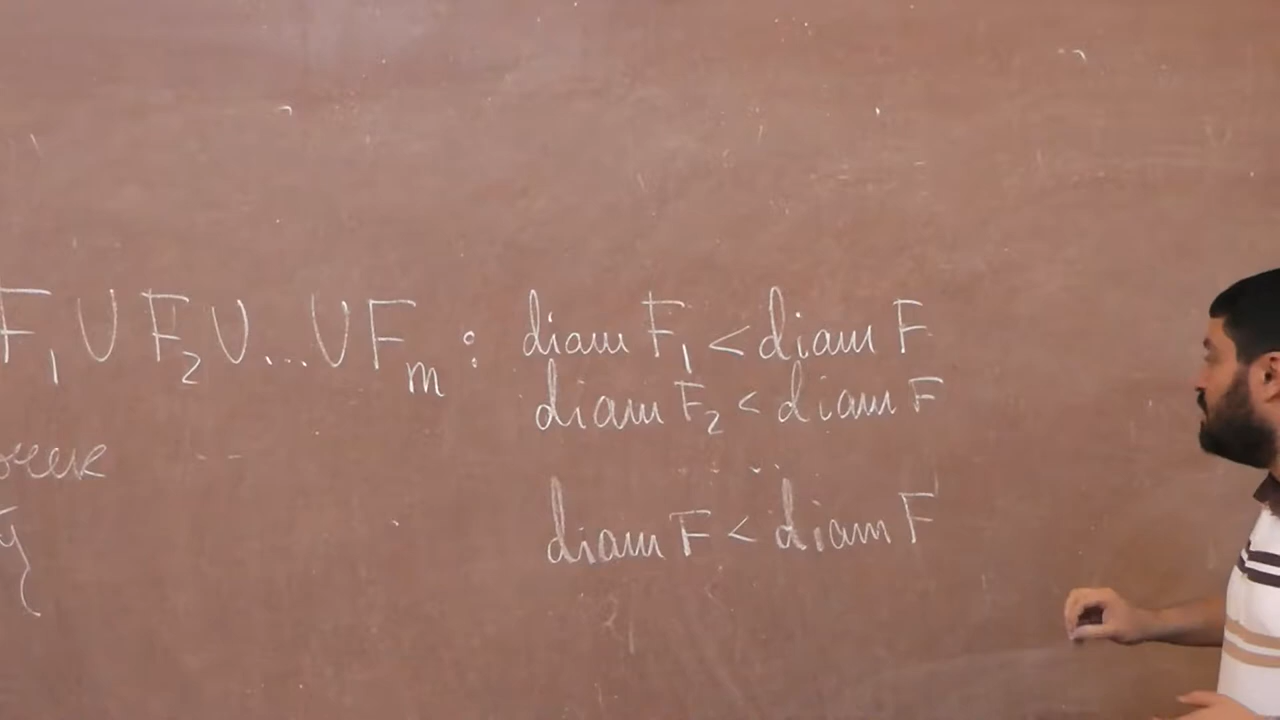 F₁ ∪ F₂ ∪ ... ∪ Fₘ : diam F₁ < diam F
diam F₂ < diam F
...
diam F < diam F